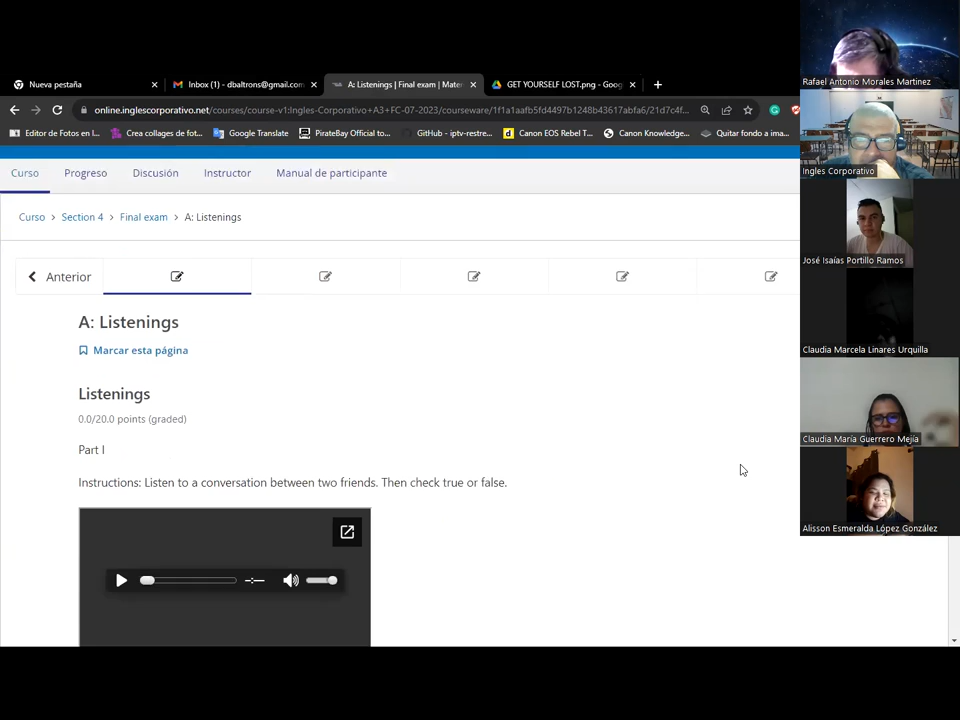 Nueva pestaña
Inbox (1) - dbaltrons@gmail.com
A: Listenings | Final exam | Mate
GET YOURSELF LOST.png - Goog
online.inglescorporativo.net/courses/course-v1:Ingles-Corporativo+A3+FC-07-2023/courseware/1f1a1aafb5fd4497b1248b43617abfa6/21d7c4f...
Editor de Fotos en l...
Crea collages de fot...
Google Translate
PirateBay Official to...
GitHub - iptv-restre...
Canon EOS Rebel T...
Canon Knowledge...
Quitar fondo a ima...
Curso
Progreso
Discusión
Instructor
Manual de participante
Curso > Section 4 > Final exam > A: Listenings
Anterior
A: Listenings
Marcar esta página
Listenings
0.0/20.0 points (graded)
Part I
Instructions: Listen to a conversation between two friends. Then check true or false.
-:--
Rafael Antonio Morales Martinez
Ingles Corporativo
José Isaías Portillo Ramos
Claudia Marcela Linares Urquilla
Claudia María Guerrero Mejía
Alisson Esmeralda López González